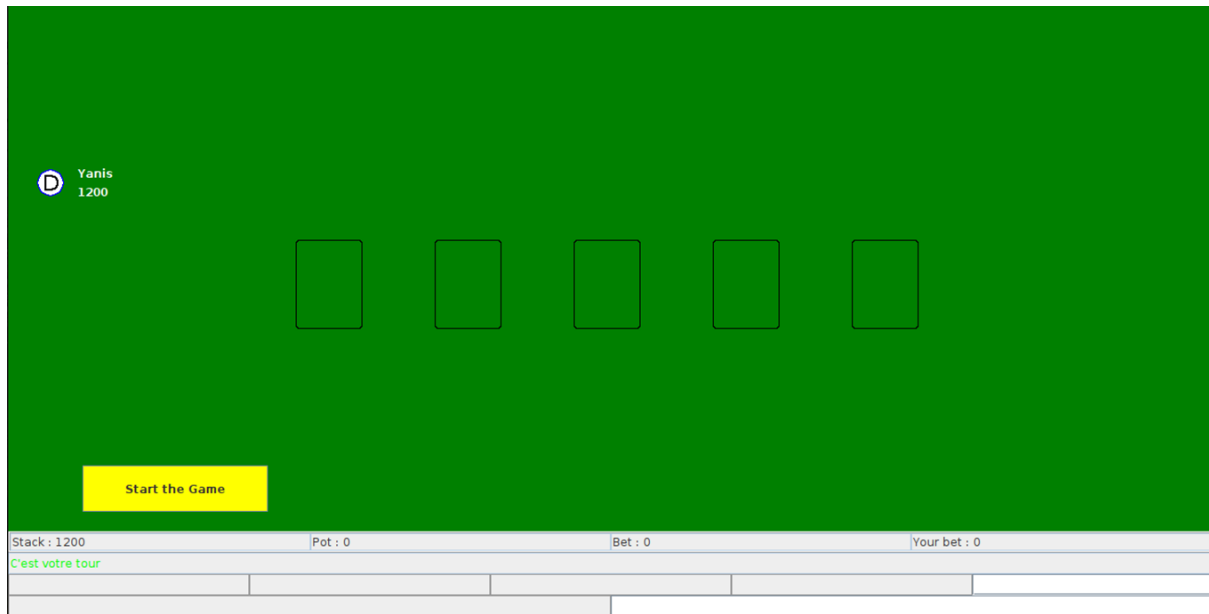 Yanis
D
1200
Start the Game
Stack : 1200 Pot : 0 Bet : 0 Your bet : 0
C'est votre tour